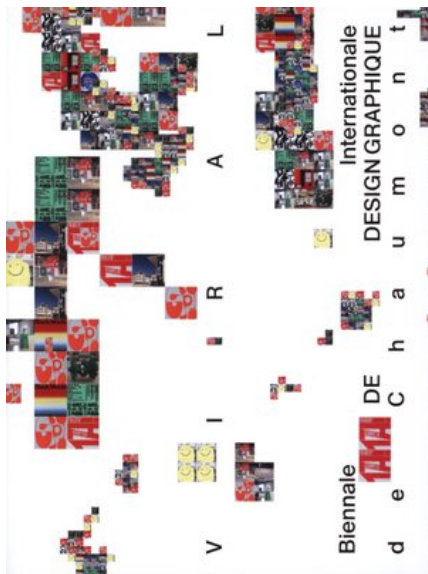 V I R A L
Biennale Internationale
DE DESIGN GRAPHIQUE
d e C h a u m o n t